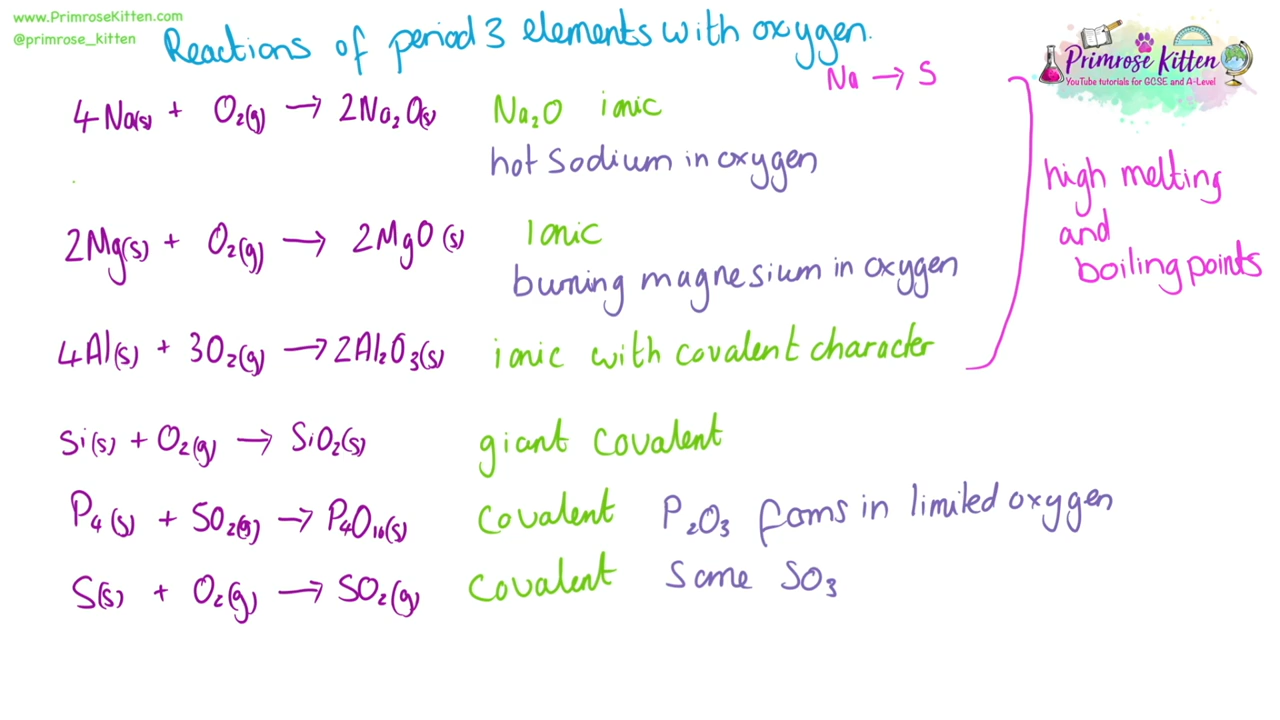 www.PrimroseKitten.com
@primrose_kitten
Reactions of period 3 elements with oxygen.
Na → S
Primrose Kitten
YouTube tutorials for GCSE and A-Level
4Na(s) + O₂(g) → 2Na₂O(s) Na₂O ionic
hot Sodium in oxygen
2Mg(s) + O₂(g) → 2MgO(s) Ionic
burning magnesium in oxygen
high melting
and
boiling points
4Al(s) + 3O₂(g) → 2Al₂O₃(s) ionic with covalent character
Si(s) + O₂(g) → SiO₂(s) giant covalent
P₄(s) + 5O₂(g) → P₄O₁₀(s) Covalent P₂O₃ forms in limited oxygen
S(s) + O₂(g) → SO₂(g) Covalent Some SO₃